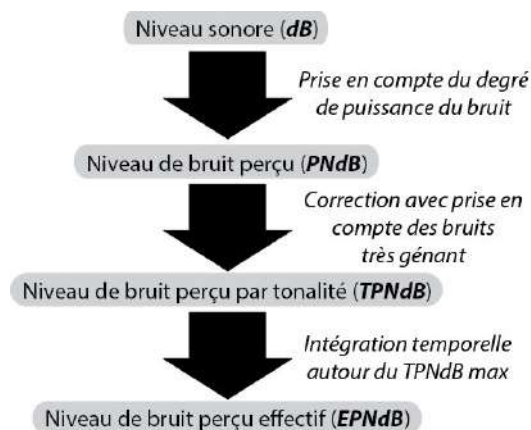 Niveau sonore (dB)
Prise en compte du degré
de puissance du bruit
Niveau de bruit perçu (PNdB)
Correction avec prise en
compte des bruits
très génant
Niveau de bruit perçu par tonalité (TPNdB)
Intégration temporelle
autour du TPNdB max
Niveau de bruit perçu effectif (EPNdB)